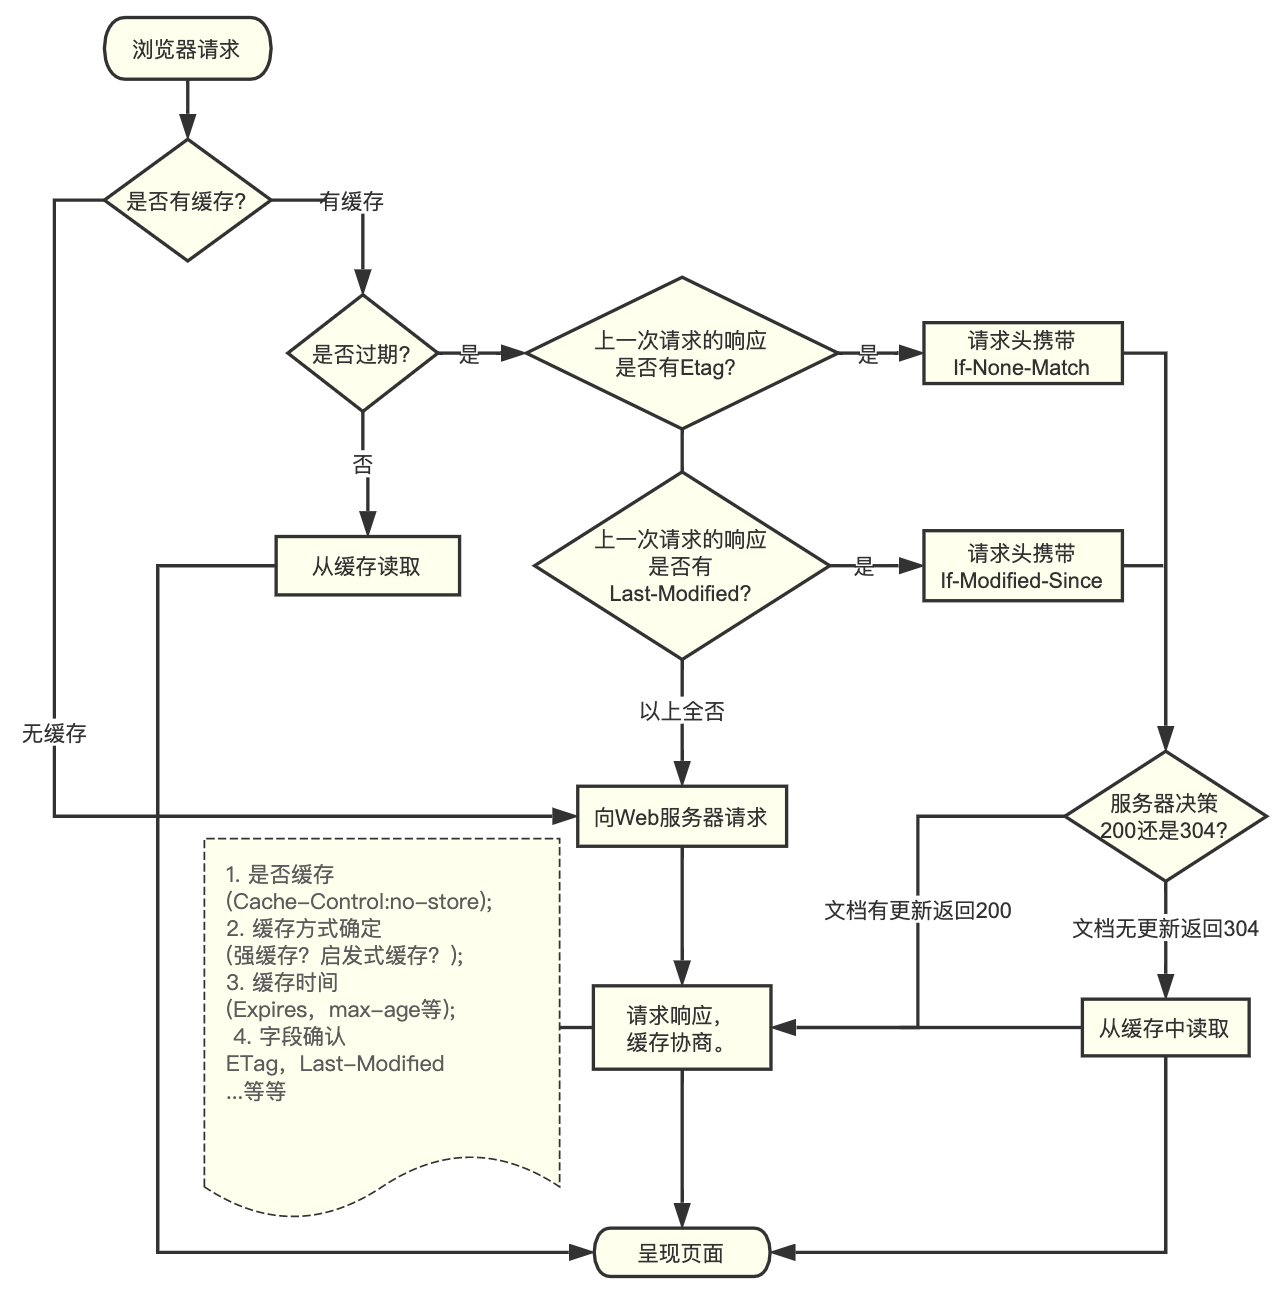 浏览器请求
是否有缓存?
有缓存
是否过期?
是
上一次请求的响应
是否有Etag?
是
请求头携带
If-None-Match
否
从缓存读取
上一次请求的响应
是否有
Last-Modified?
是
请求头携带
If-Modified-Since
以上全否
无缓存
向Web服务器请求
服务器决策
200还是304?
文档有更新返回200
文档无更新返回304
1. 是否缓存
(Cache-Control:no-store);
2. 缓存方式确定
(强缓存？启发式缓存？);
3. 缓存时间
(Expires，max-age等);
4. 字段确认
ETag，Last-Modified
...等等
请求响应，
缓存协商。
从缓存中读取
呈现页面